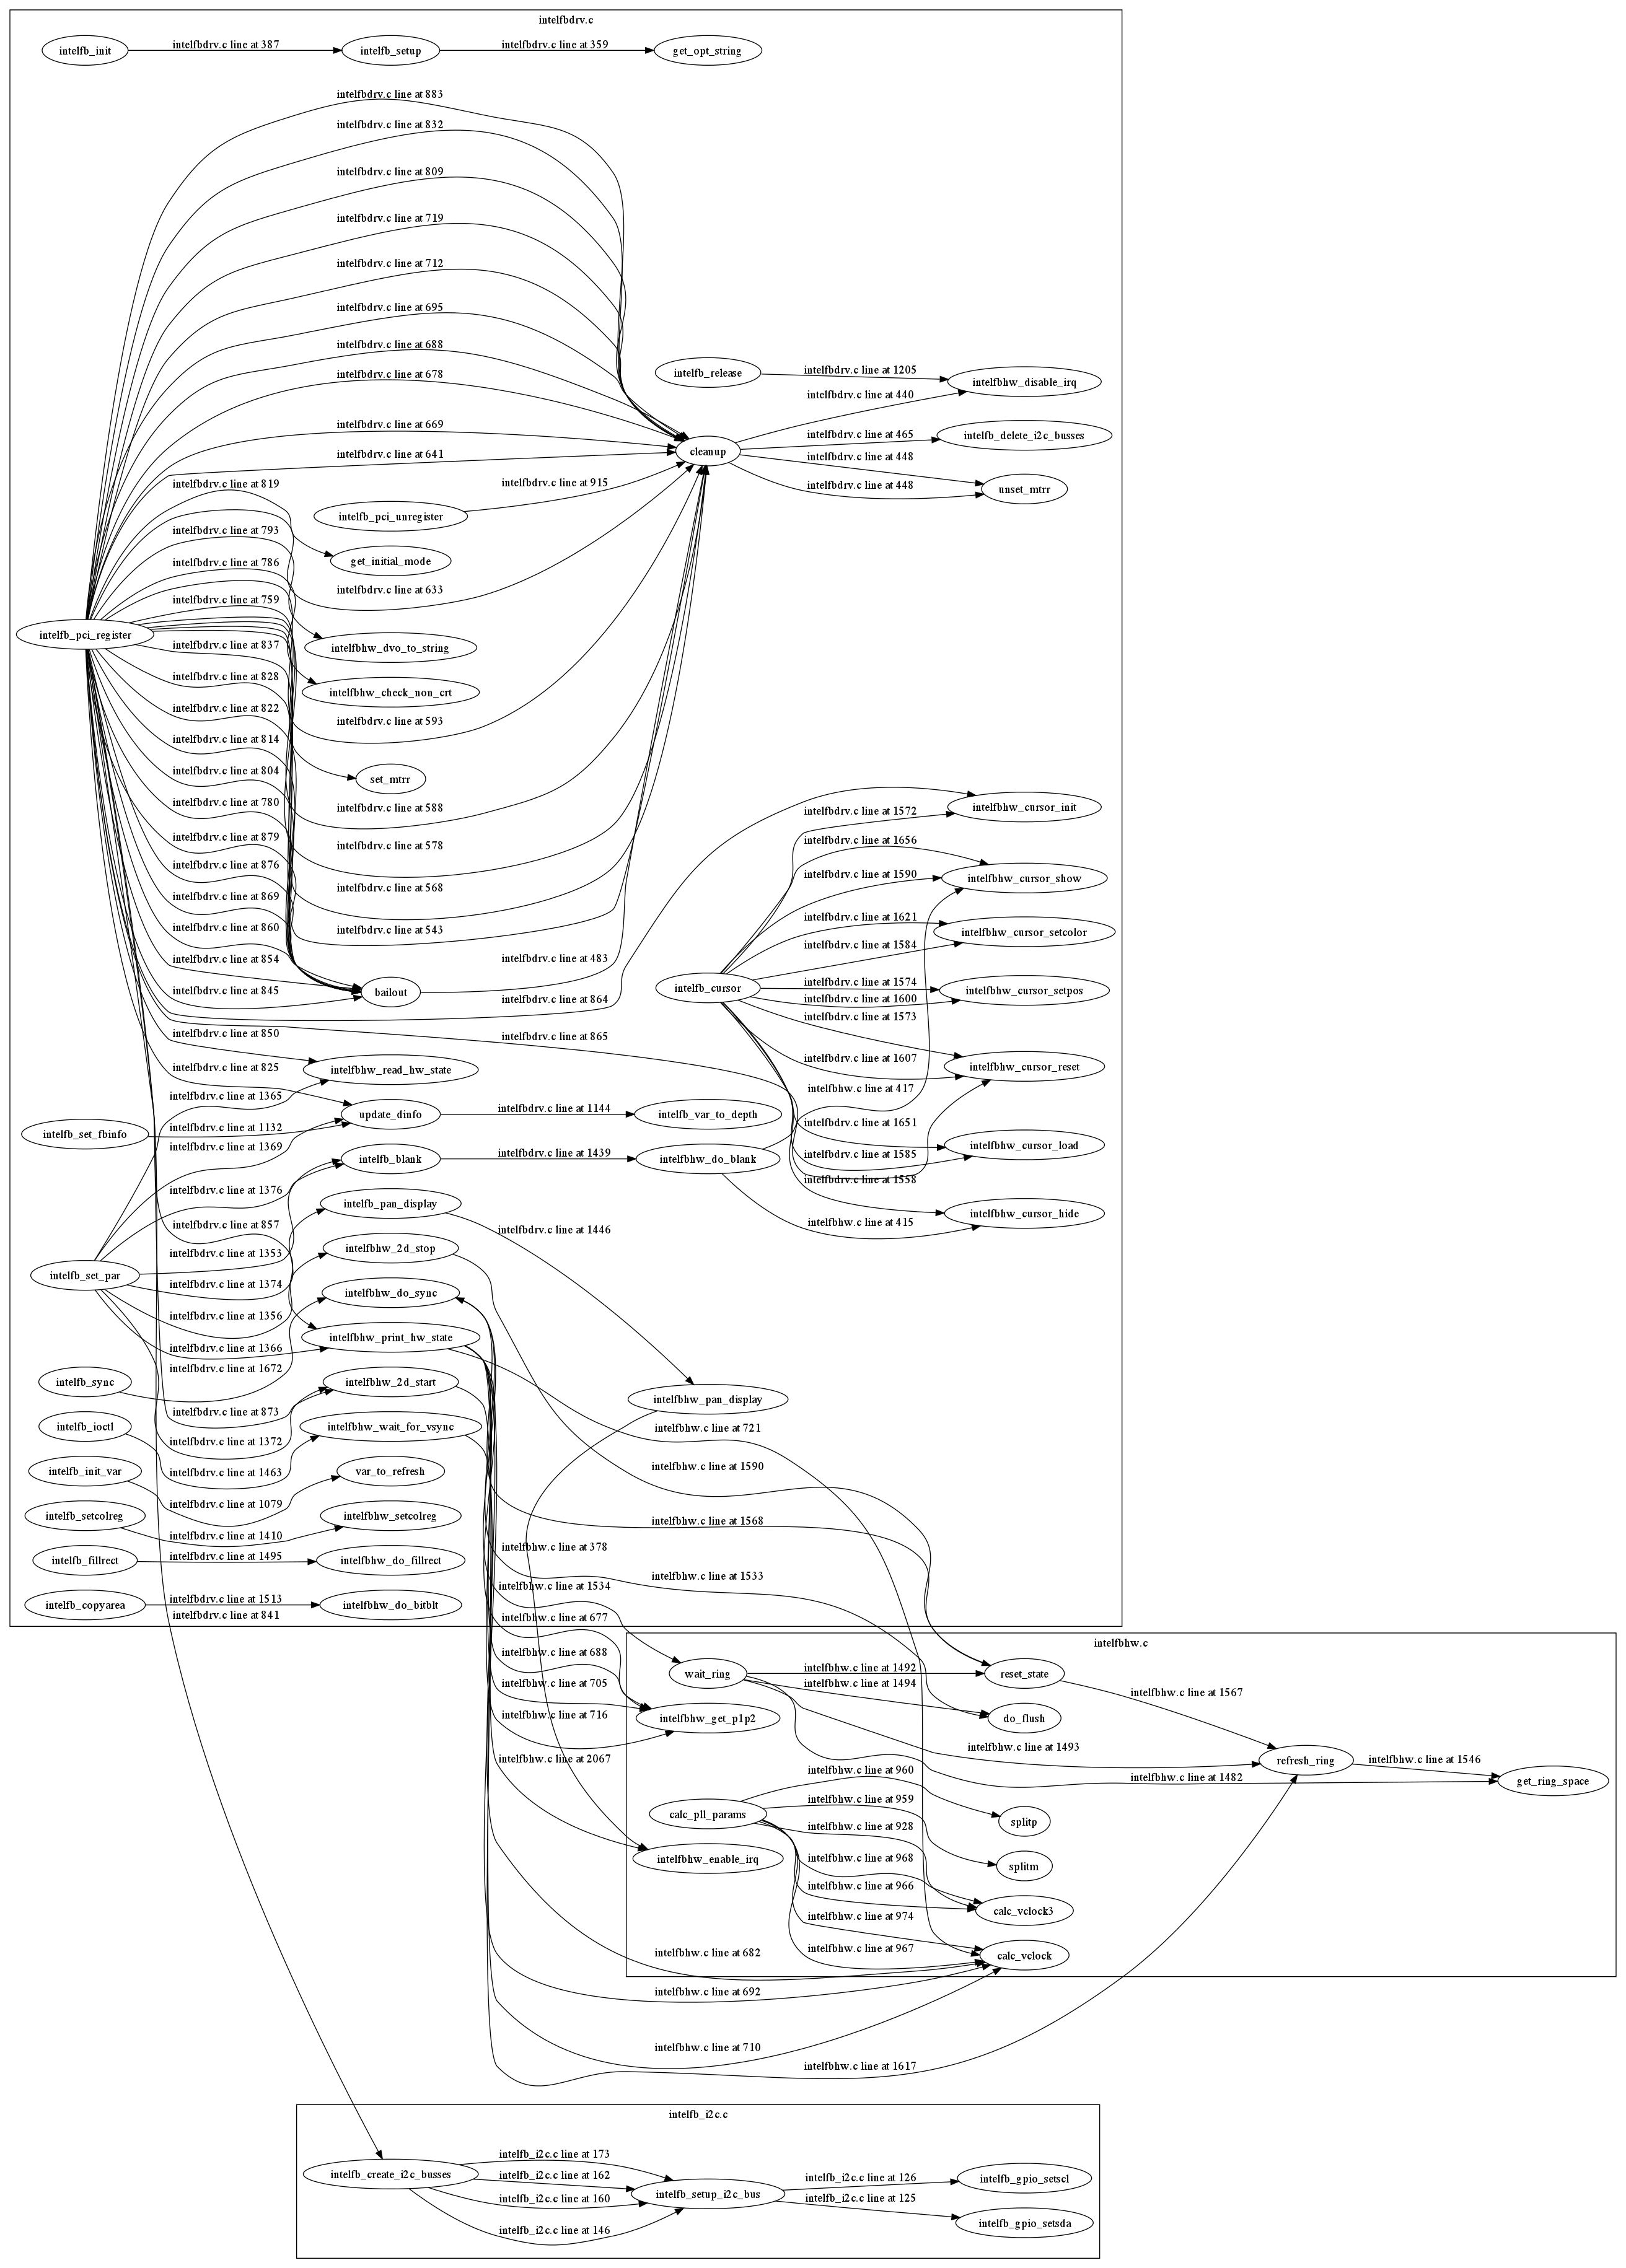 intelfbdrv.c
intelfb_init
intelfbdrv.c line at 387
intelfb_setup
intelfbdrv.c line at 359
get_opt_string
intelfbdrv.c line at 883
intelfbdrv.c line at 832
intelfbdrv.c line at 809
intelfbdrv.c line at 719
intelfbdrv.c line at 712
intelfbdrv.c line at 695
intelfbdrv.c line at 688
intelfbdrv.c line at 678
intelfbdrv.c line at 669
intelfbdrv.c line at 641
intelfb_release
intelfbdrv.c line at 1205
intelfbhw_disable_irq
intelfbdrv.c line at 440
cleanup
intelfbdrv.c line at 465
intelfb_delete_i2c_busses
intelfbdrv.c line at 448
intelfbdrv.c line at 448
unset_mtrr
intelfbdrv.c line at 819
intelfbdrv.c line at 915
intelfb_pci_unregister
intelfbdrv.c line at 793
get_initial_mode
intelfbdrv.c line at 786
intelfbdrv.c line at 633
intelfbdrv.c line at 759
intelfb_pci_register
intelfbdrv.c line at 837
intelfbhw_dvo_to_string
intelfbdrv.c line at 828
intelfbhw_check_non_crt
intelfbdrv.c line at 822
intelfbdrv.c line at 593
intelfbdrv.c line at 814
intelfbdrv.c line at 804
set_mtrr
intelfbdrv.c line at 780
intelfbdrv.c line at 588
intelfbdrv.c line at 879
intelfbdrv.c line at 578
intelfbdrv.c line at 876
intelfbdrv.c line at 869
intelfbdrv.c line at 568
intelfbdrv.c line at 860
intelfbdrv.c line at 543
intelfbdrv.c line at 854
intelfbdrv.c line at 483
intelfbdrv.c line at 845
bailout
intelfbdrv.c line at 864
intelfbdrv.c line at 1572
intelfbhw_cursor_init
intelfbdrv.c line at 1656
intelfbdrv.c line at 1590
intelfbhw_cursor_show
intelfbdrv.c line at 1621
intelfbhw_cursor_setcolor
intelfbdrv.c line at 1584
intelfb_cursor
intelfbdrv.c line at 1574
intelfbhw_cursor_setpos
intelfbdrv.c line at 1600
intelfbdrv.c line at 1573
intelfbdrv.c line at 850
intelfbdrv.c line at 865
intelfbdrv.c line at 1607
intelfbhw_cursor_reset
intelfbdrv.c line at 825
intelfbhw_read_hw_state
intelfbhw.c line at 417
intelfbdrv.c line at 1365
update_dinfo
intelfbdrv.c line at 1144
intelfb_var_to_depth
intelfbdrv.c line at 1651
intelfb_set_fbinfo
intelfbdrv.c line at 1132
intelfbdrv.c line at 1369
intelfb_blank
intelfbdrv.c line at 1439
intelfbhw_do_blank
intelfbdrv.c line at 1585
intelfbhw_cursor_load
intelfbdrv.c line at 1558
intelfbdrv.c line at 1376
intelfb_pan_display
intelfbhw_cursor_hide
intelfbdrv.c line at 857
intelfbdrv.c line at 1446
intelfbhw.c line at 415
intelfbdrv.c line at 1353
intelfbhw_2d_stop
intelfb_set_par
intelfbdrv.c line at 1374
intelfbhw_do_sync
intelfbdrv.c line at 1356
intelfbhw_print_hw_state
intelfbdrv.c line at 1366
intelfbdrv.c line at 1672
intelfb_sync
intelfbhw_2d_start
intelfbhw_pan_display
intelfbdrv.c line at 873
intelfb_ioctl
intelfbhw_wait_for_vsync
intelfbhw.c line at 721
intelfbdrv.c line at 1372
intelfb_init_var
intelfbdrv.c line at 1463
var_to_refresh
intelfbhw.c line at 1590
intelfbdrv.c line at 1079
intelfb_setcolreg
intelfbhw_setcolreg
intelfbhw.c line at 1568
intelfbdrv.c line at 1410
intelfbhw.c line at 378
intelfb_fillrect
intelfbdrv.c line at 1495
intelfbhw_do_fillrect
intelfbhw.c line at 1533
intelfbhw.c line at 1534
intelfb_copyarea
intelfbdrv.c line at 1513
intelfbhw_do_bitblt
intelfbdrv.c line at 841
intelfbhw.c line at 677
intelfbhw.c
intelfbhw.c line at 688
wait_ring
intelfbhw.c line at 1492
reset_state
intelfbhw.c line at 705
intelfbhw.c line at 1494
intelfbhw.c line at 1567
intelfbhw.c line at 716
intelfbhw_get_p1p2
do_flush
intelfbhw.c line at 1493
intelfbhw.c line at 2067
refresh_ring
intelfbhw.c line at 1546
intelfbhw.c line at 960
intelfbhw.c line at 1482
get_ring_space
intelfbhw.c line at 959
calc_pll_params
splitp
intelfbhw.c line at 928
intelfbhw_enable_irq
intelfbhw.c line at 968
splitm
intelfbhw.c line at 966
calc_vclock3
intelfbhw.c line at 974
intelfbhw.c line at 682
intelfbhw.c line at 967
calc_vclock
intelfbhw.c line at 692
intelfbhw.c line at 710
intelfbhw.c line at 1617
intelfb_i2c.c
intelfb_i2c.c line at 173
intelfb_create_i2c_busses
intelfb_i2c.c line at 162
intelfb_i2c.c line at 126
intelfb_gpio_setscl
intelfb_i2c.c line at 160
intelfb_setup_i2c_bus
intelfb_i2c.c line at 125
intelfb_i2c.c line at 146
intelfb_gpio_setsda